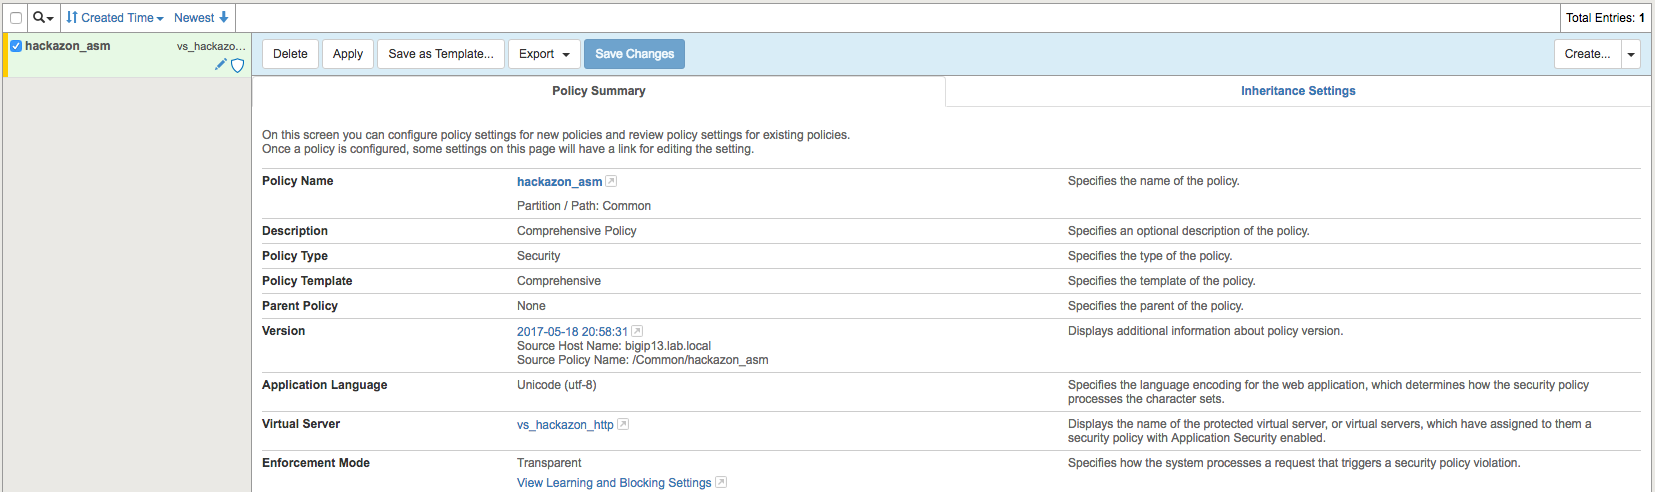 Created Time Newest Total Entries: 1
hackazon_asm vs_hackazo...
Delete Apply Save as Template... Export Save Changes Create...
Policy Summary Inheritance Settings
On this screen you can configure policy settings for new policies and review policy settings for existing policies.
Once a policy is configured, some settings on this page will have a link for editing the setting.
Policy Name hackazon_asm Specifies the name of the policy.
Partition / Path: Common
Description Comprehensive Policy Specifies an optional description of the policy.
Policy Type Security Specifies the type of the policy.
Policy Template Comprehensive Specifies the template of the policy.
Parent Policy None Specifies the parent of the policy.
Version 2017-05-18 20:58:31 Displays additional information about policy version.
Source Host Name: bigip13.lab.local
Source Policy Name: /Common/hackazon_asm
Application Language Unicode (utf-8) Specifies the language encoding for the web application, which determines how the security policy
processes the character sets.
Virtual Server vs_hackazon_http Displays the name of the protected virtual server, or virtual servers, which have assigned to them a
security policy with Application Security enabled.
Enforcement Mode Transparent Specifies how the system processes a request that triggers a security policy violation.
View Learning and Blocking Settings